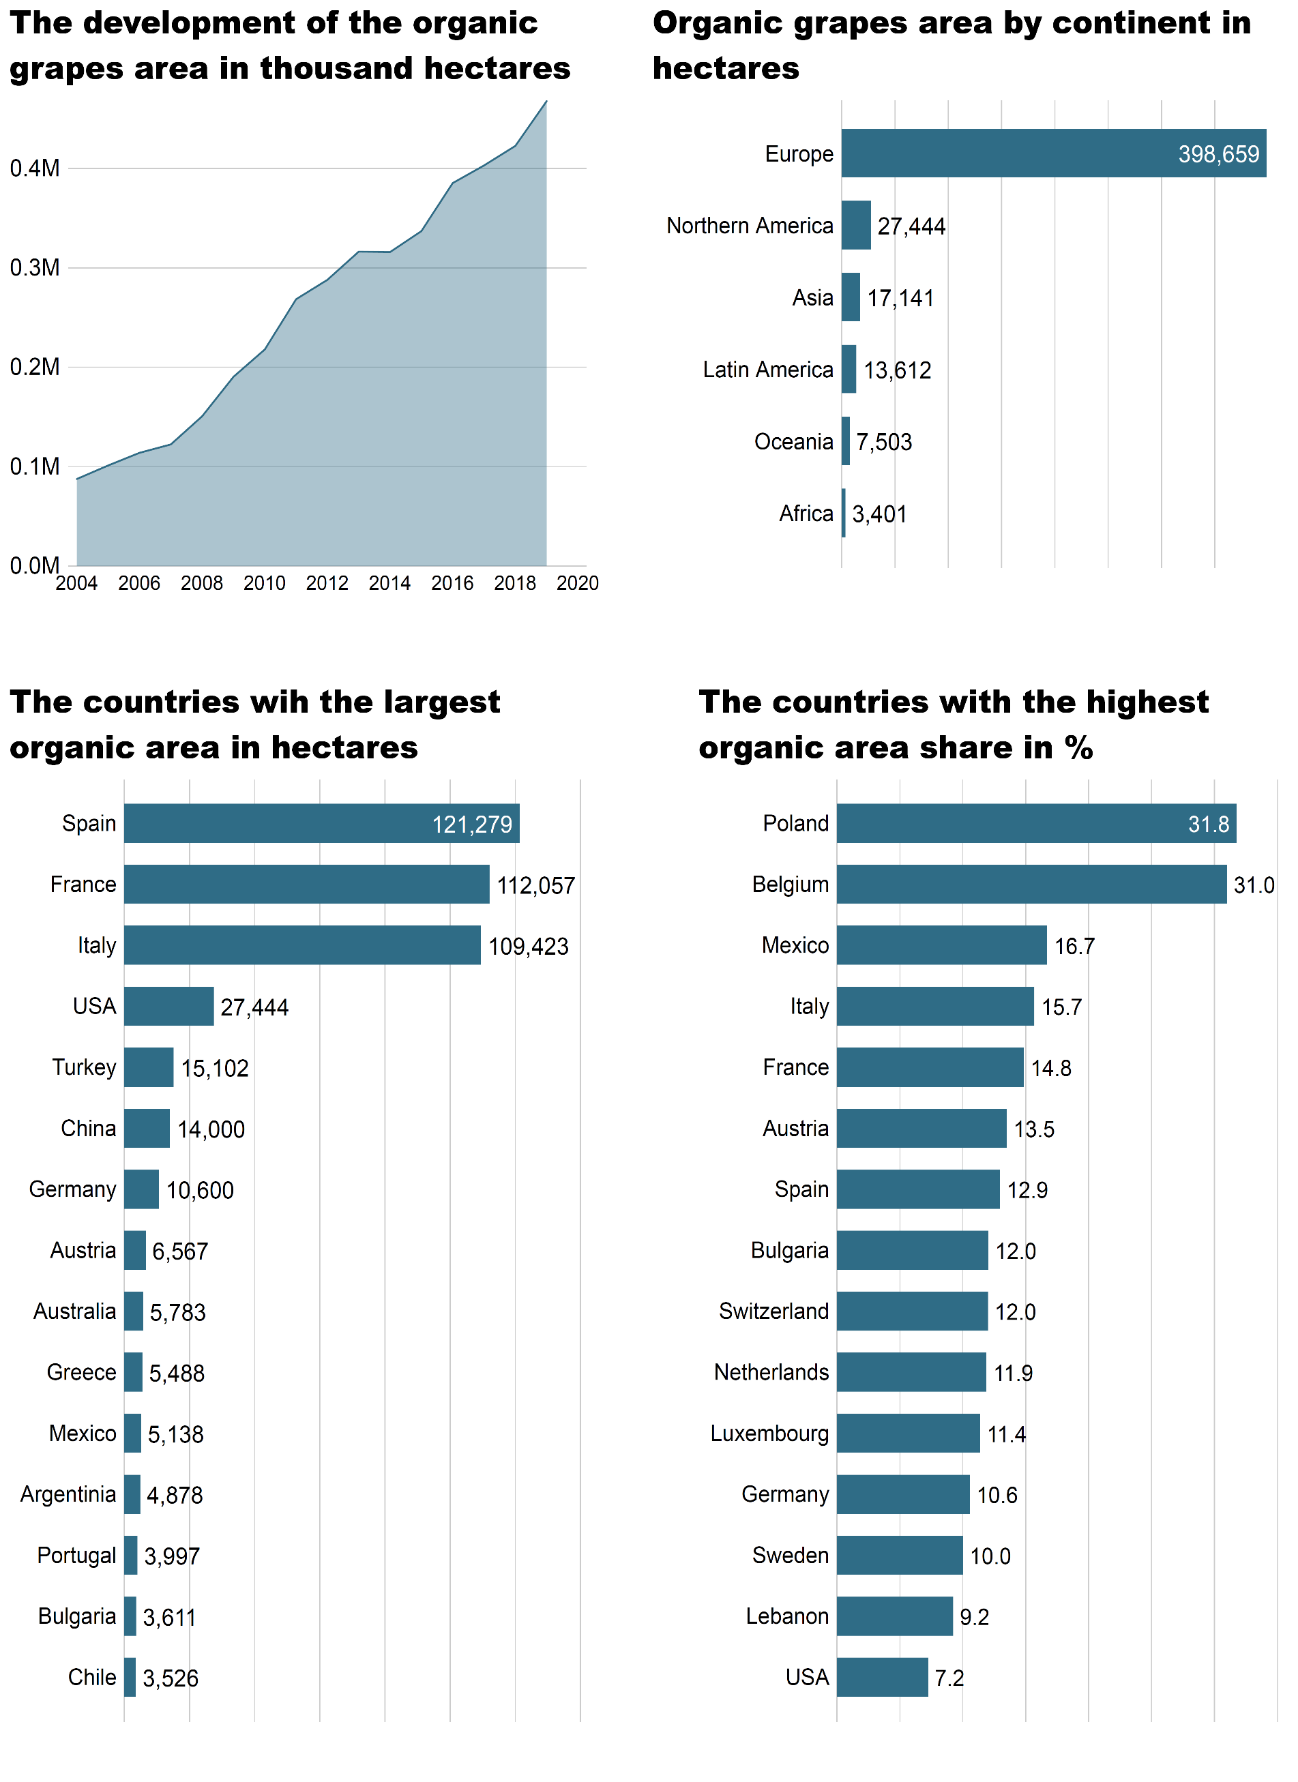 The development of the organic
grapes area in thousand hectares
0.4M
0.3M
0.2M
0.1M
0.0M
2004 2006 2008 2010 2012 2014 2016 2018 2020
Organic grapes area by continent in
hectares
Europe 398,659
Northern America 27,444
Asia 17,141
Latin America 13,612
Oceania 7,503
Africa 3,401
The countries wih the largest
organic area in hectares
Spain 121,279
France 112,057
Italy 109,423
USA 27,444
Turkey 15,102
China 14,000
Germany 10,600
Austria 6,567
Australia 5,783
Greece 5,488
Mexico 5,138
Argentinia 4,878
Portugal 3,997
Bulgaria 3,611
Chile 3,526
The countries with the highest
organic area share in %
Poland 31.8
Belgium 31.0
Mexico 16.7
Italy 15.7
France 14.8
Austria 13.5
Spain 12.9
Bulgaria 12.0
Switzerland 12.0
Netherlands 11.9
Luxembourg 11.4
Germany 10.6
Sweden 10.0
Lebanon 9.2
USA 7.2